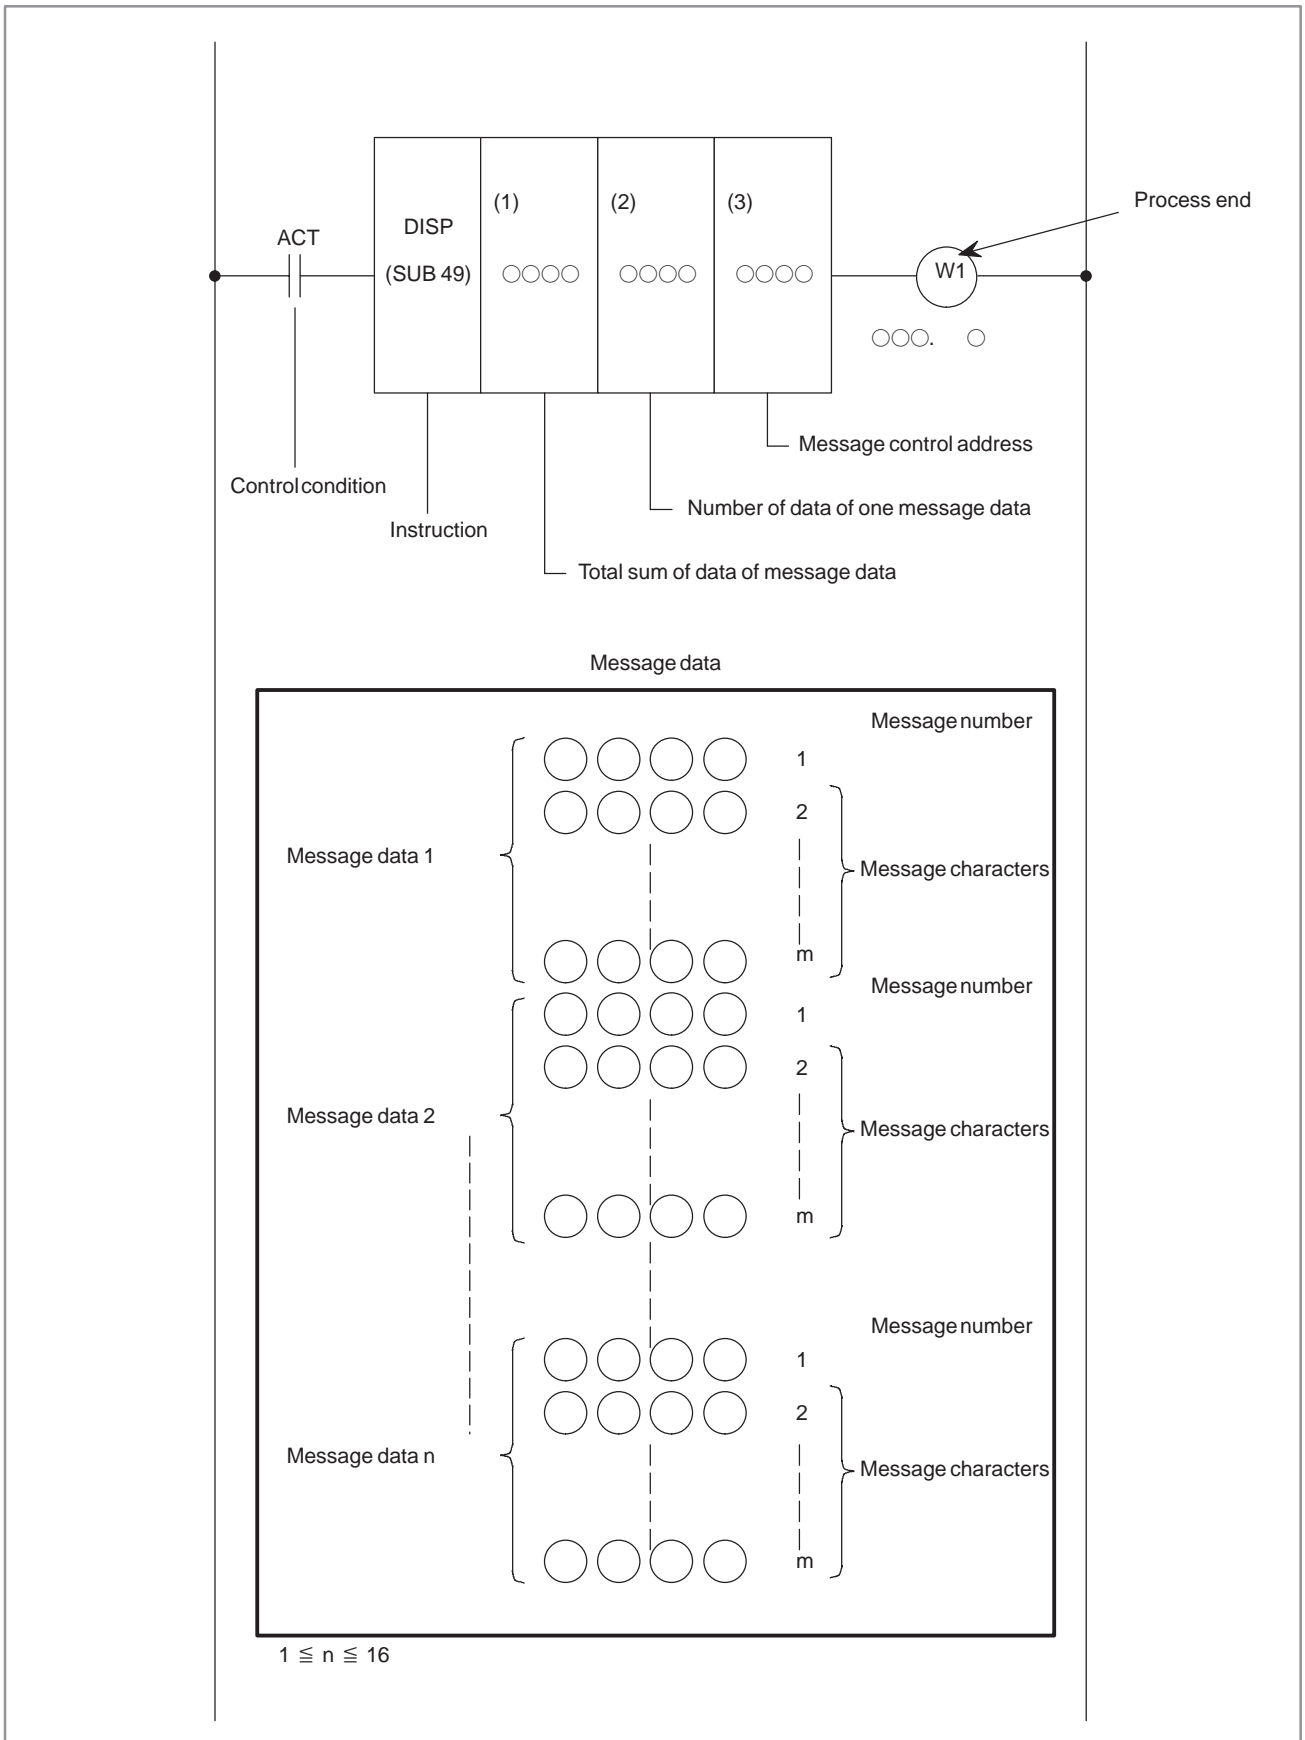 Process end
(1) (2) (3)
ACT
DISP
(SUB 49) ○○○○ ○○○○ ○○○○
W1
○○○. ○
Message control address
Control condition
Number of data of one message data
Instruction
Total sum of data of message data
Message data
Message number
○○○○ 1
○○○○ 2
Message data 1
Message characters
○○○○ m
Message number
○○○○ 1
○○○○ 2
Message data 2
Message characters
○○○○ m
Message number
○○○○ 1
○○○○ 2
Message data n
Message characters
○○○○ m
1 ≦ n ≦ 16